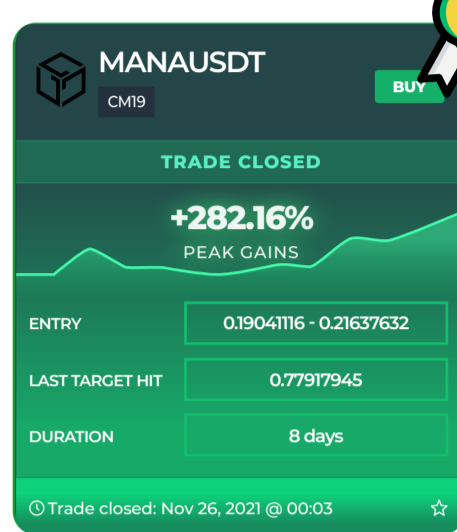 MANAUSDT
CM19
BUY
TRADE CLOSED
+282.16%
PEAK GAINS
ENTRY 0.19041116 - 0.21637632
LAST TARGET HIT 0.77917945
DURATION 8 days
Trade closed: Nov 26, 2021 @ 00:03